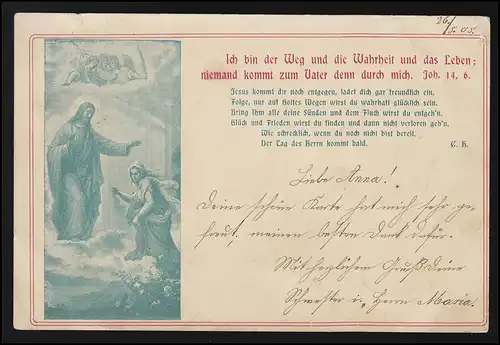 26/5.05.
Ich bin der Weg und die Wahrheit und das Leben;
niemand kommt zum Vater denn durch mich. Joh. 14, 6.
Jesus kommt dir noch entgegen, ladet dich gar freundlich ein,
Folge, nur auf Gottes Wegen wirst du wahrhaft glücklich sein.
Bring ihm alle deine Sünden und dem Fluch wirst du entgeh'n.
Glück und Frieden wirst du finden und dann nicht verloren geh'n.
Wie schrecklich, wenn du noch nicht bist bereit,
Der Tag des Herrn kommt bald.
Liebe Anna!
Deine schöne Karte hat mich sehr ge-
freut, meinen besten Dank dafür.
Mit herzlichem Gruß Deine
Schwester i. Herrn Maria.